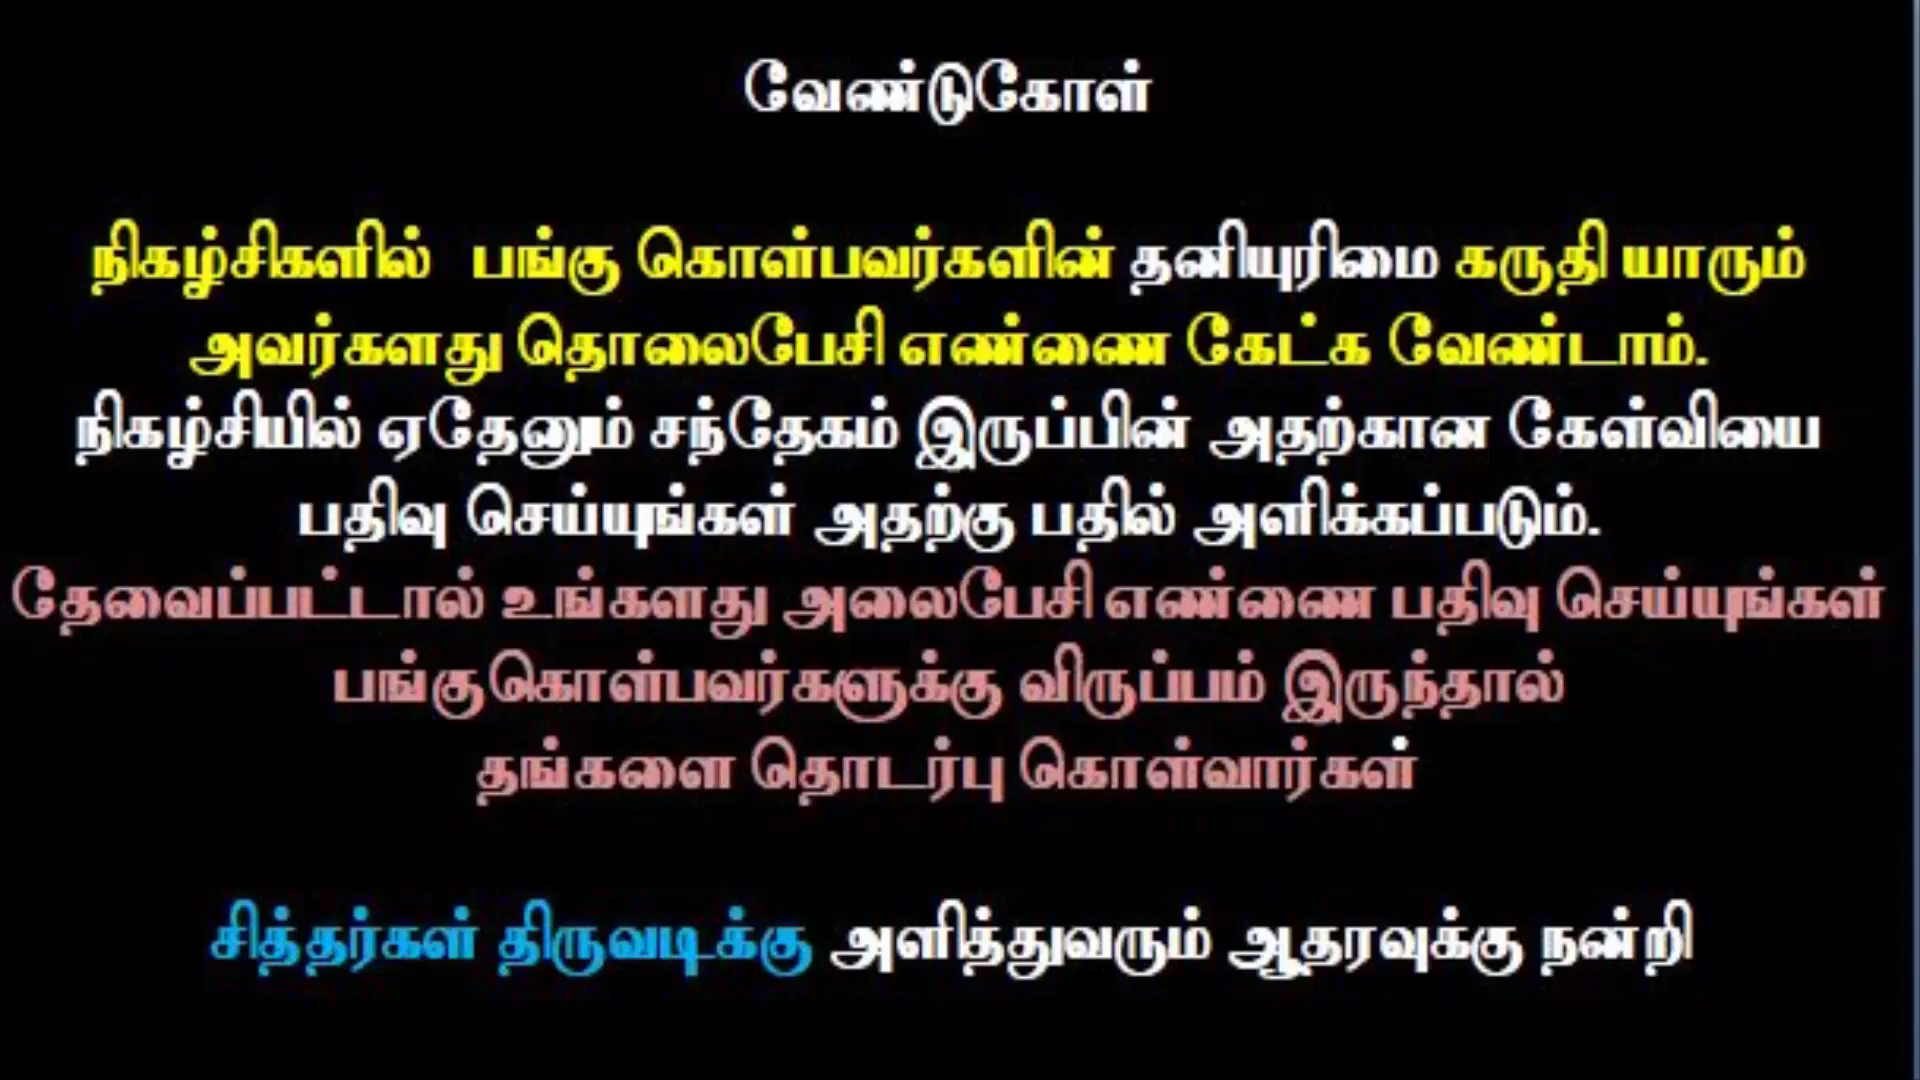 வேண்டுகோள்
நிகழ்சிகளில் பங்கு கொள்பவர்களின் தனியுரிமை கருதி யாரும்
அவர்களது தொலைபேசி எண்ணை கேட்க வேண்டாம்.
நிகழ்சியில் ஏதேனும் சந்தேகம் இருப்பின் அதற்கான கேள்வியை
பதிவு செய்யுங்கள் அதற்கு பதில் அளிக்கப்படும்.
தேவைப்பட்டால் உங்களது அலைபேசி எண்ணை பதிவு செய்யுங்கள்
பங்குகொள்பவர்களுக்கு விருப்பம் இருந்தால்
தங்களை தொடர்பு கொள்வார்கள்
சித்தர்கள் திருவடிக்கு அளித்துவரும் ஆதரவுக்கு நன்றி